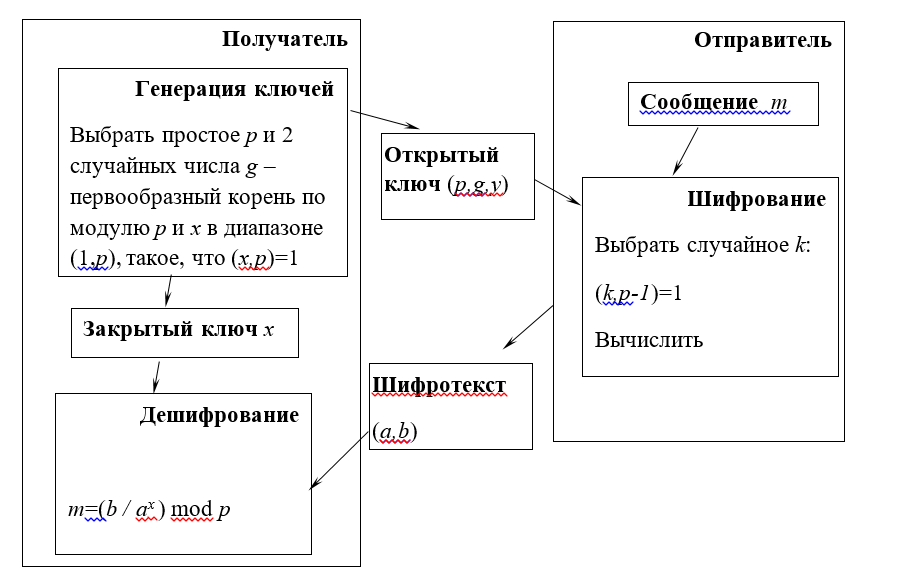 Получатель
Генерация ключей
Выбрать простое p и 2
случайных числа g –
первообразный корень по
модулю p и x в диапазоне
(1,p), такое, что (x,p)=1
Закрытый ключ x
Дешифрование
m=(b / aˣ) mod p
Открытый
ключ (p,g,y)
Шифротекст
(a,b)
Отправитель
Сообщение m
Шифрование
Выбрать случайное k:
(k,p-1)=1
Вычислить